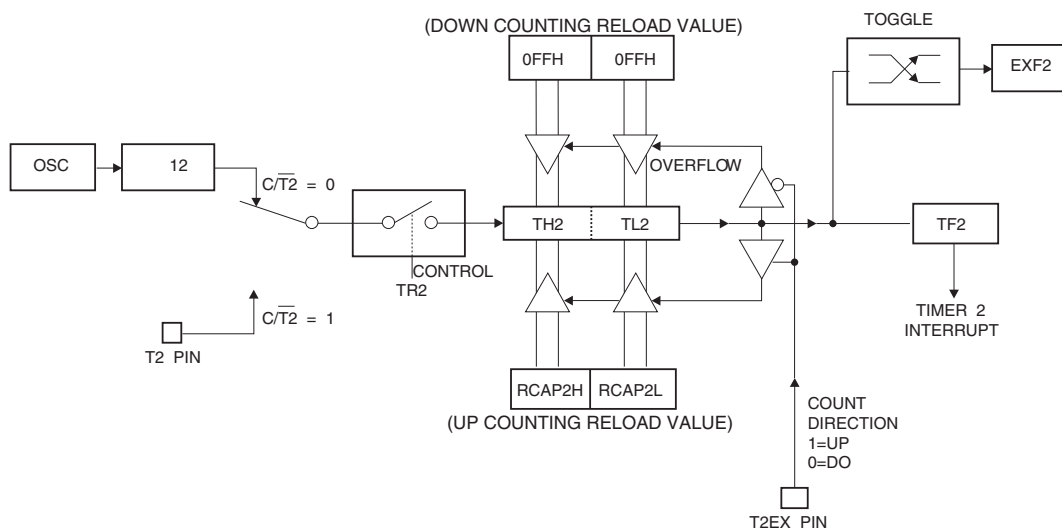 (DOWN COUNTING RELOAD VALUE)
TOGGLE
0FFH 0FFH
EXF2
OSC
12
OVERFLOW
C/T2 = 0
TH2 TL2
TF2
CONTROL
TR2
C/T2 = 1
T2 PIN
TIMER 2
INTERRUPT
RCAP2H RCAP2L
(UP COUNTING RELOAD VALUE)
COUNT
DIRECTION
1=UP
0=DO
T2EX PIN